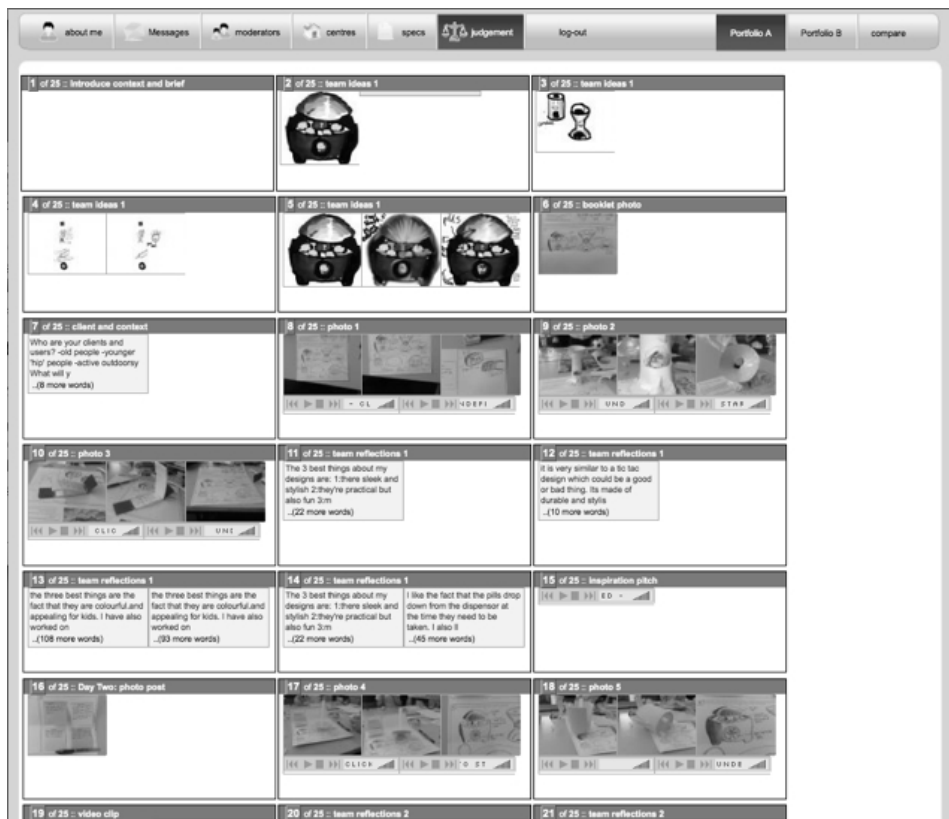 about me Messages moderators centres specs judgement log-out Portfolio A Portfolio B compare
1 of 25 :: introduce context and brief
2 of 25 :: team ideas 1
3 of 25 :: team ideas 1
4 of 25 :: team ideas 1
5 of 25 :: team ideas 1
6 of 25 :: booklet photo
7 of 25 :: client and context
Who are your clients and
users? -old people -younger
'hip' people -active outdoorsy
What will y
..(8 more words)
8 of 25 :: photo 1
- CL
NDEFI
9 of 25 :: photo 2
UND
STAR
10 of 25 :: photo 3
CLIC
UNI
11 of 25 :: team reflections 1
The 3 best things about my
designs are: 1:there sleek and
stylish 2:they're practical but
also fun 3:m
..(22 more words)
12 of 25 :: team reflections 1
it is very similar to a tic tac
design which could be a good
or bad thing. Its made of
durable and stylis
..(10 more words)
13 of 25 :: team reflections 1
the three best things are the
fact that they are colourful.and
appealing for kids. I have also
worked on
..(108 more words)
the three best things are the
fact that they are colourful.and
appealing for kids. I have also
worked on
..(93 more words)
14 of 25 :: team reflections 1
The 3 best things about my
designs are: 1:there sleek and
stylish 2:they're practical but
also fun 3:m
..(22 more words)
I like the fact that the pills drop
down from the dispensor at
the time they need to be
taken. I also ll
..(45 more words)
15 of 25 :: inspiration pitch
ED -
16 of 25 :: Day Two: photo post
17 of 25 :: photo 4
CLICK
TO ST
18 of 25 :: photo 5
UNDE
19 of 25 :: video clip
20 of 25 :: team reflections 2
21 of 25 :: team reflections 2